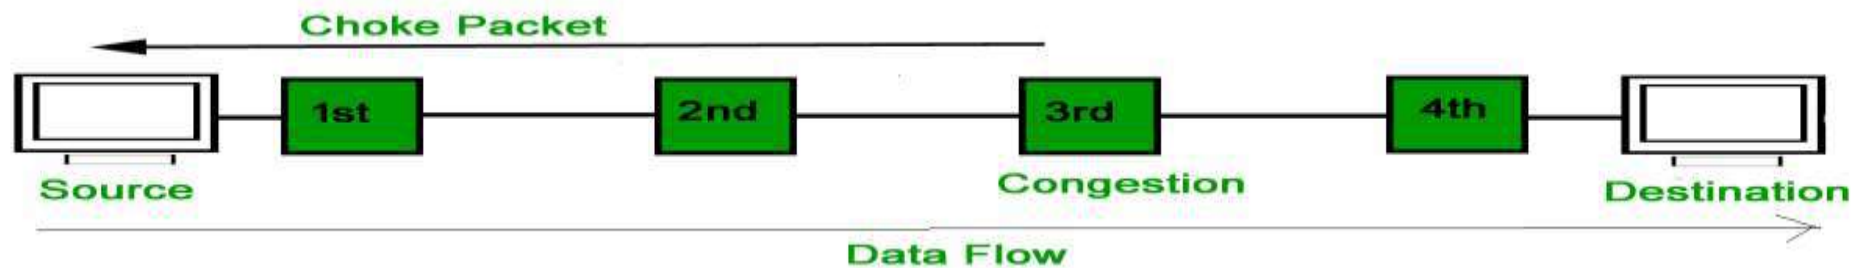 Choke Packet
1st
2nd
3rd
4th
Source
Congestion
Destination
Data Flow